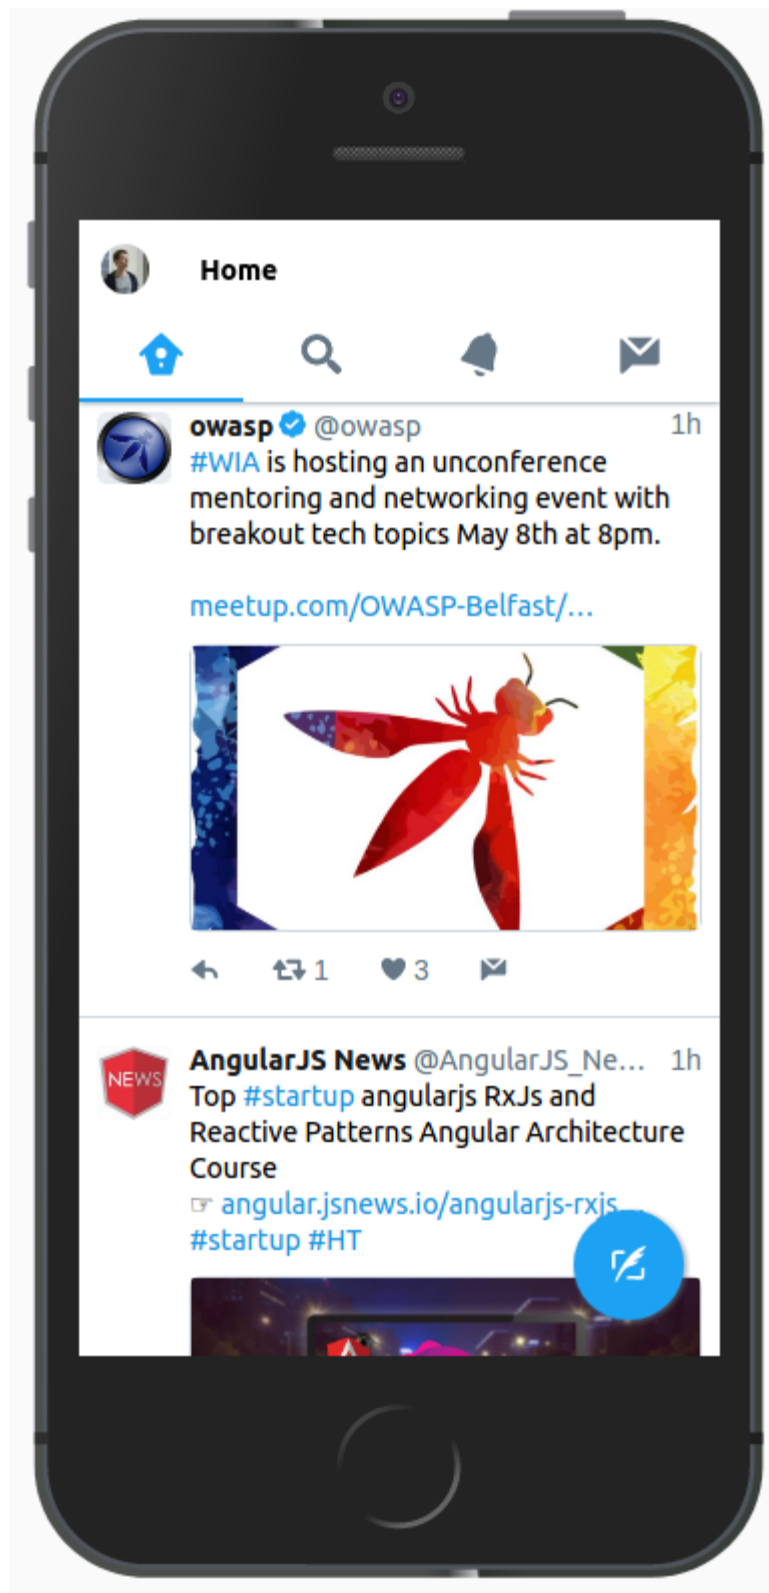 Home
owasp @owasp 1h
#WIA is hosting an unconference
mentoring and networking event with
breakout tech topics May 8th at 8pm.
meetup.com/OWASP-Belfast/…
1 3
NEWS
AngularJS News @AngularJS_Ne... 1h
Top #startup angularjs RxJs and
Reactive Patterns Angular Architecture
Course
☞ angular.jsnews.io/angularjs-rxjs…
#startup #HT